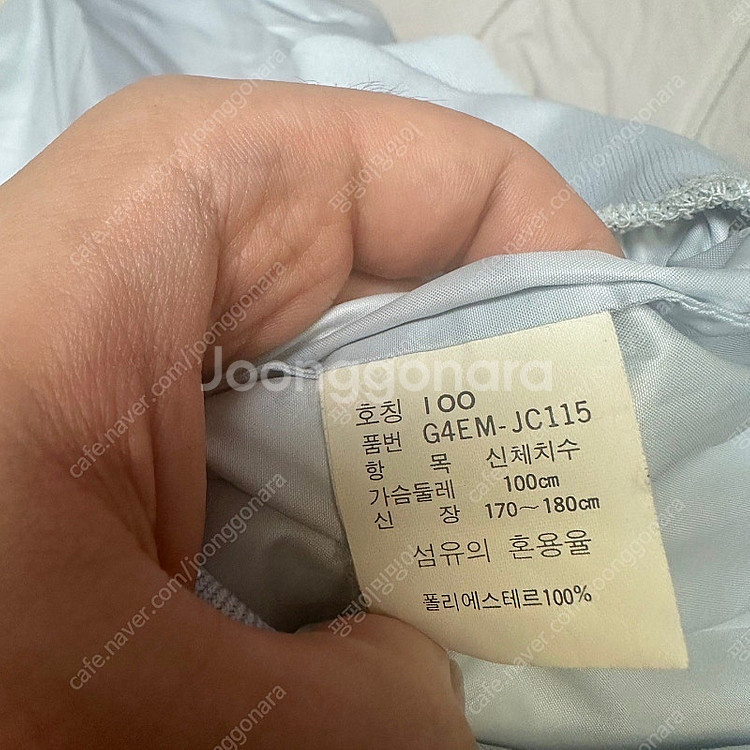 Joonggonara
호칭 100
품번 G4EM-JC115
항 목 신체치수
가슴둘레 100cm
신 장 170~180cm
섬유의 혼용율
폴리에스테르100%
cafe.naver.com/joonggonara